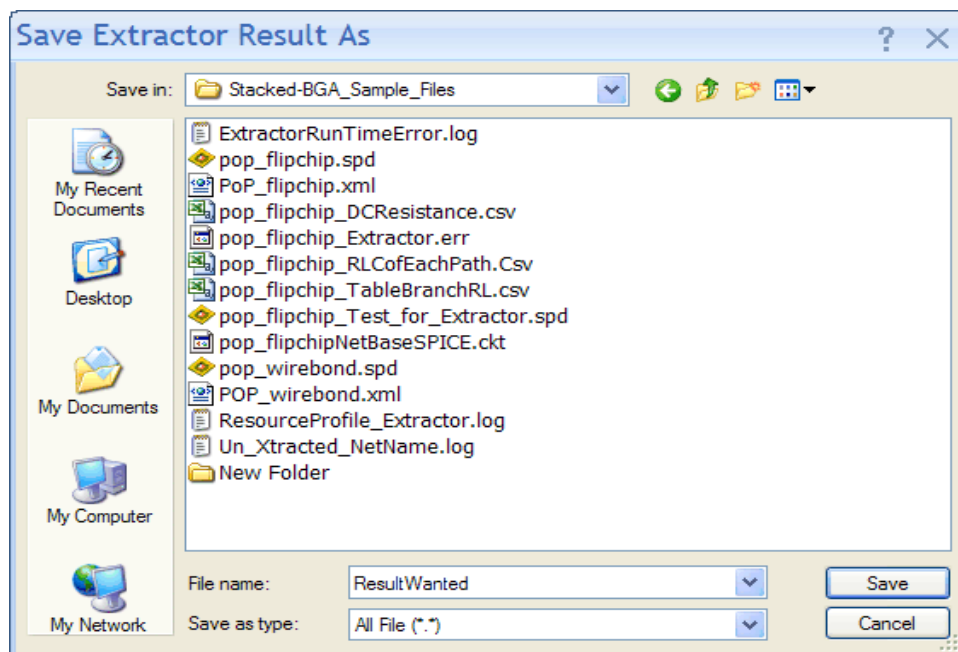 Save Extractor Result As
?
Save in:
Stacked-BGA_Sample_Files
My Recent
Documents
Desktop
My Documents
My Computer
My Network
ExtractorRunTimeError.log
pop_flipchip.spd
PoP_flipchip.xml
pop_flipchip_DCResistance.csv
pop_flipchip_Extractor.err
pop_flipchip_RLCofEachPath.Csv
pop_flipchip_TableBranchRL.csv
pop_flipchip_Test_for_Extractor.spd
pop_flipchipNetBaseSPICE.ckt
pop_wirebond.spd
POP_wirebond.xml
ResourceProfile_Extractor.log
Un_Xtracted_NetName.log
New Folder
File name:
ResultWanted
Save
Save as type:
All File (*.*)
Cancel